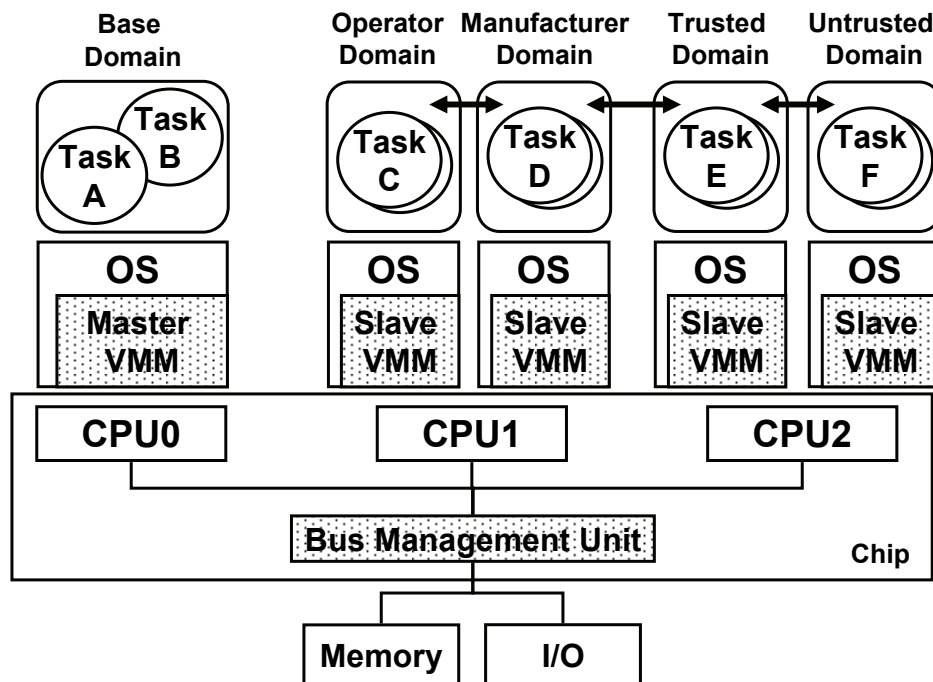 Base
Domain
Operator
Domain
Manufacturer
Domain
Trusted
Domain
Untrusted
Domain
Task
B
Task
A
Task
C
Task
D
Task
E
Task
F
OS
Master
VMM
OS
Slave
VMM
OS
Slave
VMM
OS
Slave
VMM
OS
Slave
VMM
CPU0
CPU1
CPU2
Bus Management Unit
Chip
Memory
I/O